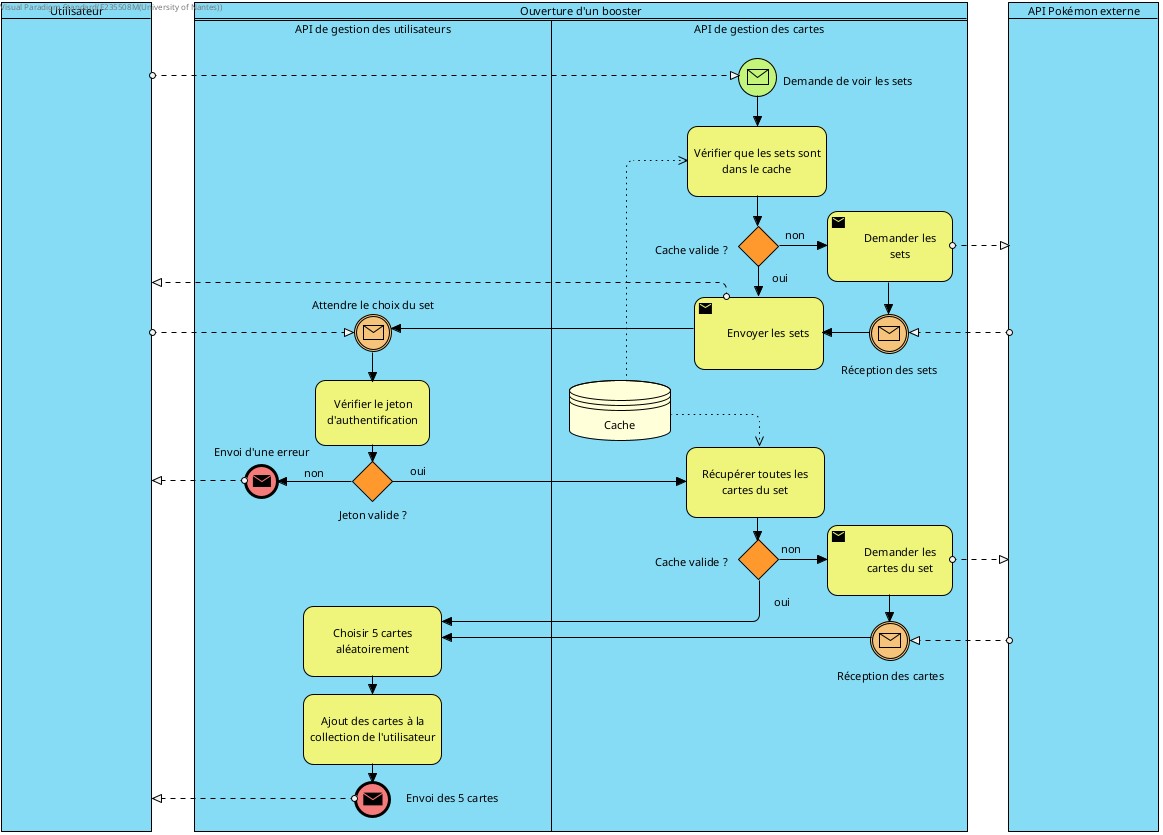 Visual Paradigm Standard(E235508M(University of Nantes))
Utilisateur
Ouverture d'un booster
API Pokémon externe
API de gestion des utilisateurs
API de gestion des cartes
Demande de voir les sets
Vérifier que les sets sont
dans le cache
Cache valide ?
non
oui
Demander les
sets
Envoyer les sets
Réception des sets
Attendre le choix du set
Vérifier le jeton
d'authentification
Cache
Envoi d'une erreur
non
oui
Jeton valide ?
Récupérer toutes les
cartes du set
Cache valide ?
non
oui
Demander les
cartes du set
Réception des cartes
Choisir 5 cartes
aléatoirement
Ajout des cartes à la
collection de l'utilisateur
Envoi des 5 cartes